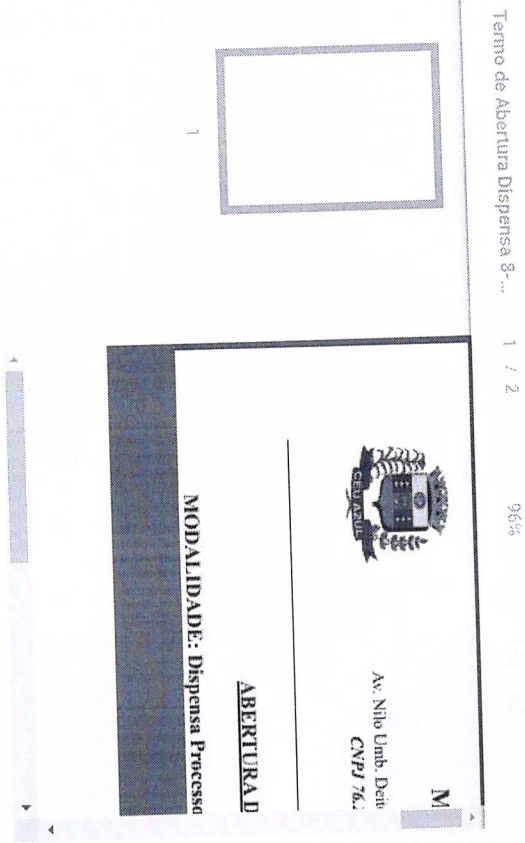 Termo de Abertura Dispensa 8-... 1 / 2 96%
1
CEU AZUL
M
Av. Nilo Umb. Deit
CNPJ 76.
ABERTURA D
MODALIDADE: Dispensa Processo